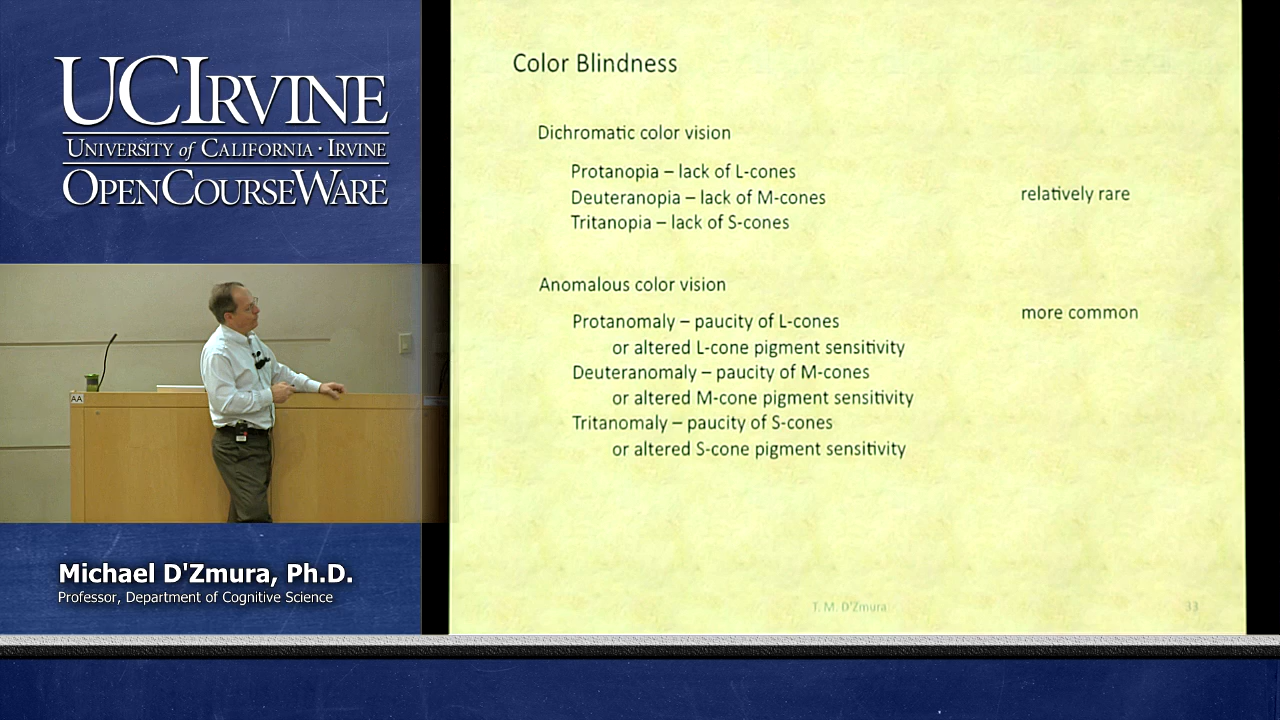 UCIRVINE
UNIVERSITY of CALIFORNIA · IRVINE
OPENCOURSEWARE
AA
Michael D'Zmura, Ph.D.
Professor, Department of Cognitive Science
Color Blindness
Dichromatic color vision
Protanopia – lack of L-cones
Deuteranopia – lack of M-cones
relatively rare
Tritanopia – lack of S-cones
Anomalous color vision
more common
Protanomaly – paucity of L-cones
or altered L-cone pigment sensitivity
Deuteranomaly – paucity of M-cones
or altered M-cone pigment sensitivity
Tritanomaly – paucity of S-cones
or altered S-cone pigment sensitivity
T. M. D'Zmura
33